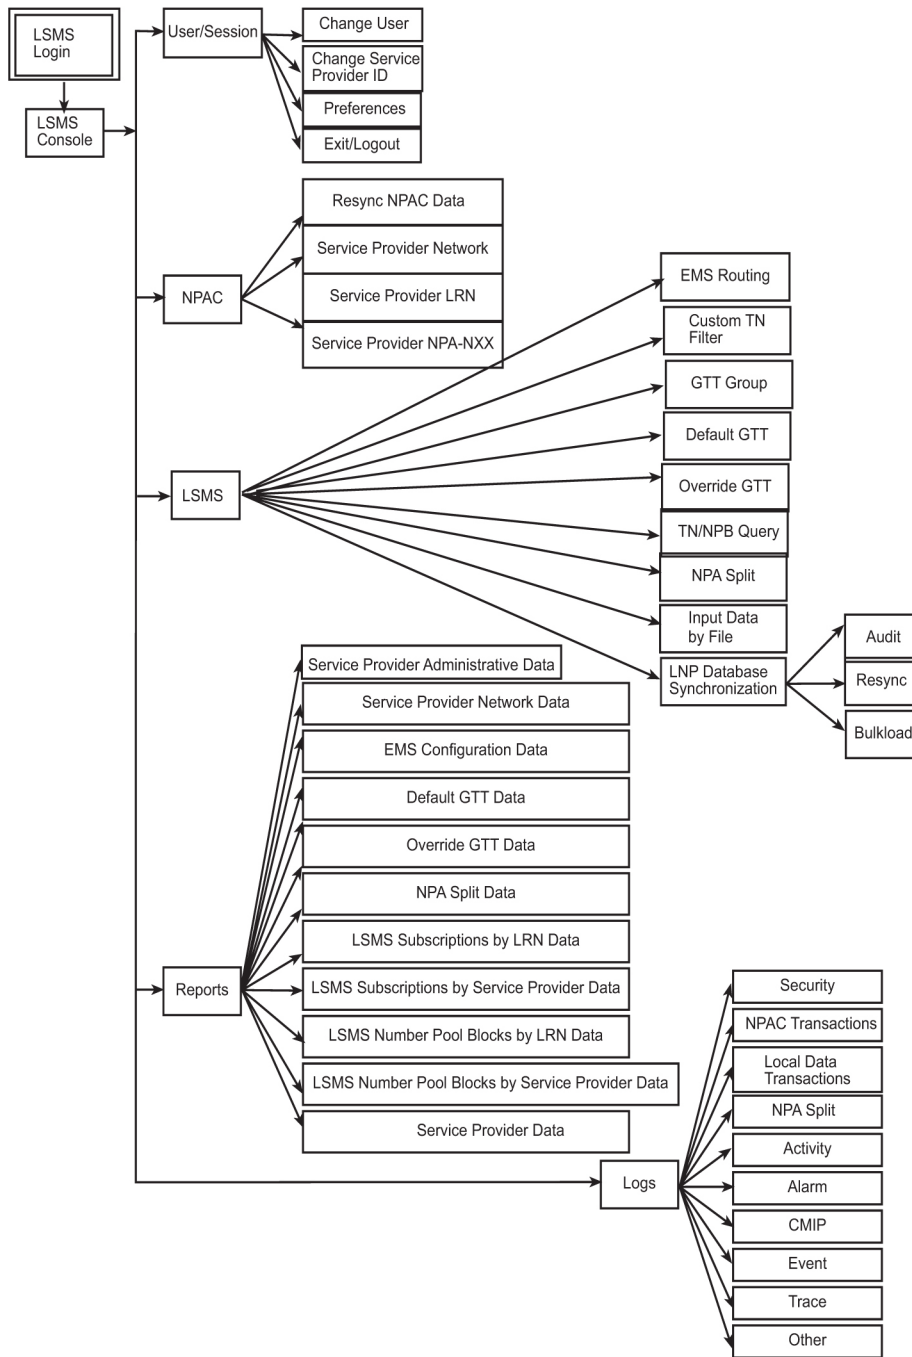 LSMS
Login
LSMS
Console
User/Session
Change User
Change Service
Provider ID
Preferences
Exit/Logout
NPAC
Resync NPAC Data
Service Provider Network
Service Provider LRN
Service Provider NPA-NXX
LSMS
EMS Routing
Custom TN
Filter
GTT Group
Default GTT
Override GTT
TN/NPB Query
NPA Split
Input Data
by File
LNP Database
Synchronization
Audit
Resync
Bulkload
Reports
Service Provider Administrative Data
Service Provider Network Data
EMS Configuration Data
Default GTT Data
Override GTT Data
NPA Split Data
LSMS Subscriptions by LRN Data
LSMS Subscriptions by Service Provider Data
LSMS Number Pool Blocks by LRN Data
LSMS Number Pool Blocks by Service Provider Data
Service Provider Data
Logs
Security
NPAC Transactions
Local Data
Transactions
NPA Split
Activity
Alarm
CMIP
Event
Trace
Other